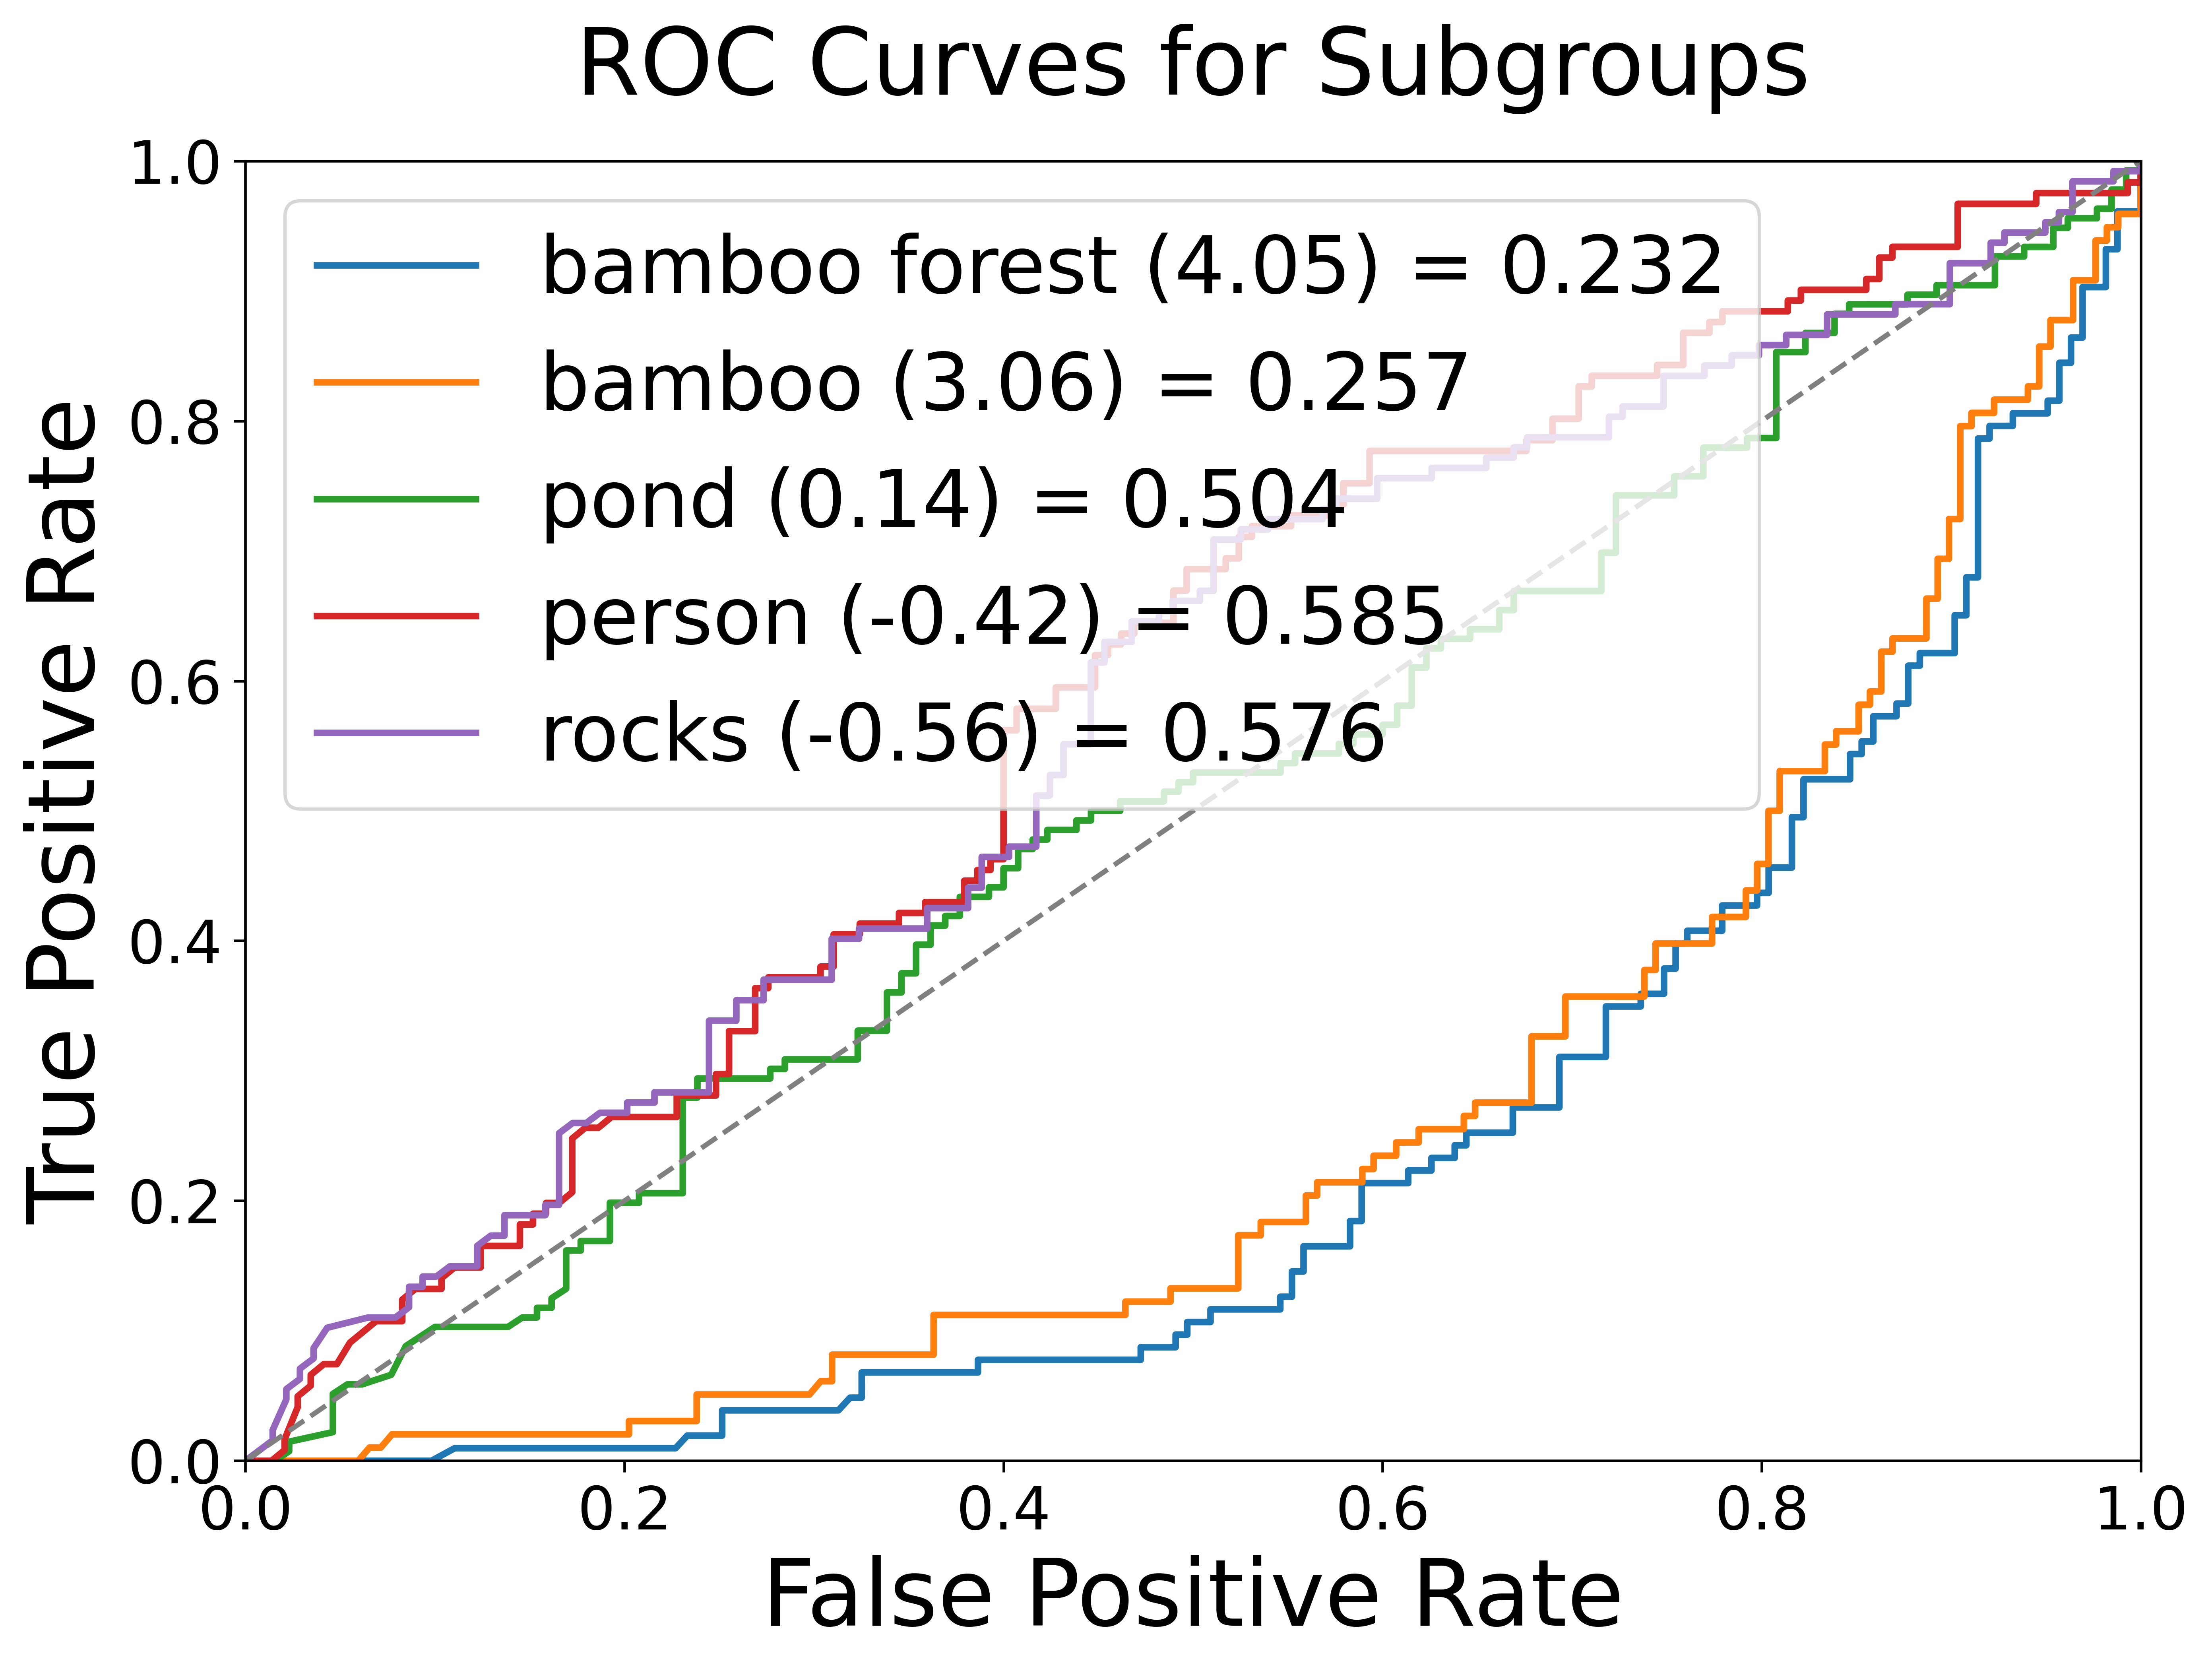 ROC Curves for Subgroups
True Positive Rate
1.0
0.8
0.6
0.4
0.2
0.0
bamboo forest (4.05) = 0.232
bamboo (3.06) = 0.257
pond (0.14) = 0.504
person (-0.42) = 0.585
rocks (-0.56) = 0.576
0.0 0.2 0.4 0.6 0.8 1.0
False Positive Rate